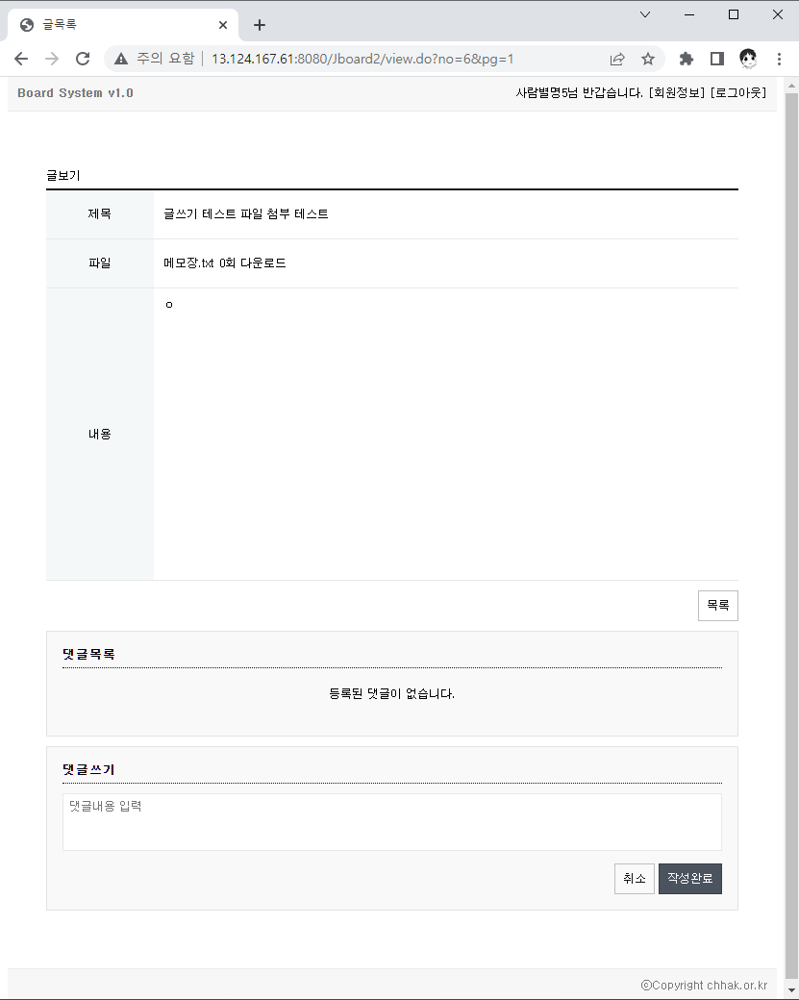 글목록
주의 요함 | 13.124.167.61:8080/Jboard2/view.do?no=6&pg=1
Board System v1.0 사람별명5님 반갑습니다. [회원정보] [로그아웃]
글보기
제목 글쓰기 테스트 파일 첨부 테스트
파일 메모장.txt 0회 다운로드
ㅇ
내용
목록
댓글목록
등록된 댓글이 없습니다.
댓글쓰기
댓글내용 입력
취소 작성완료
ⓒCopyright chhak.or.kr